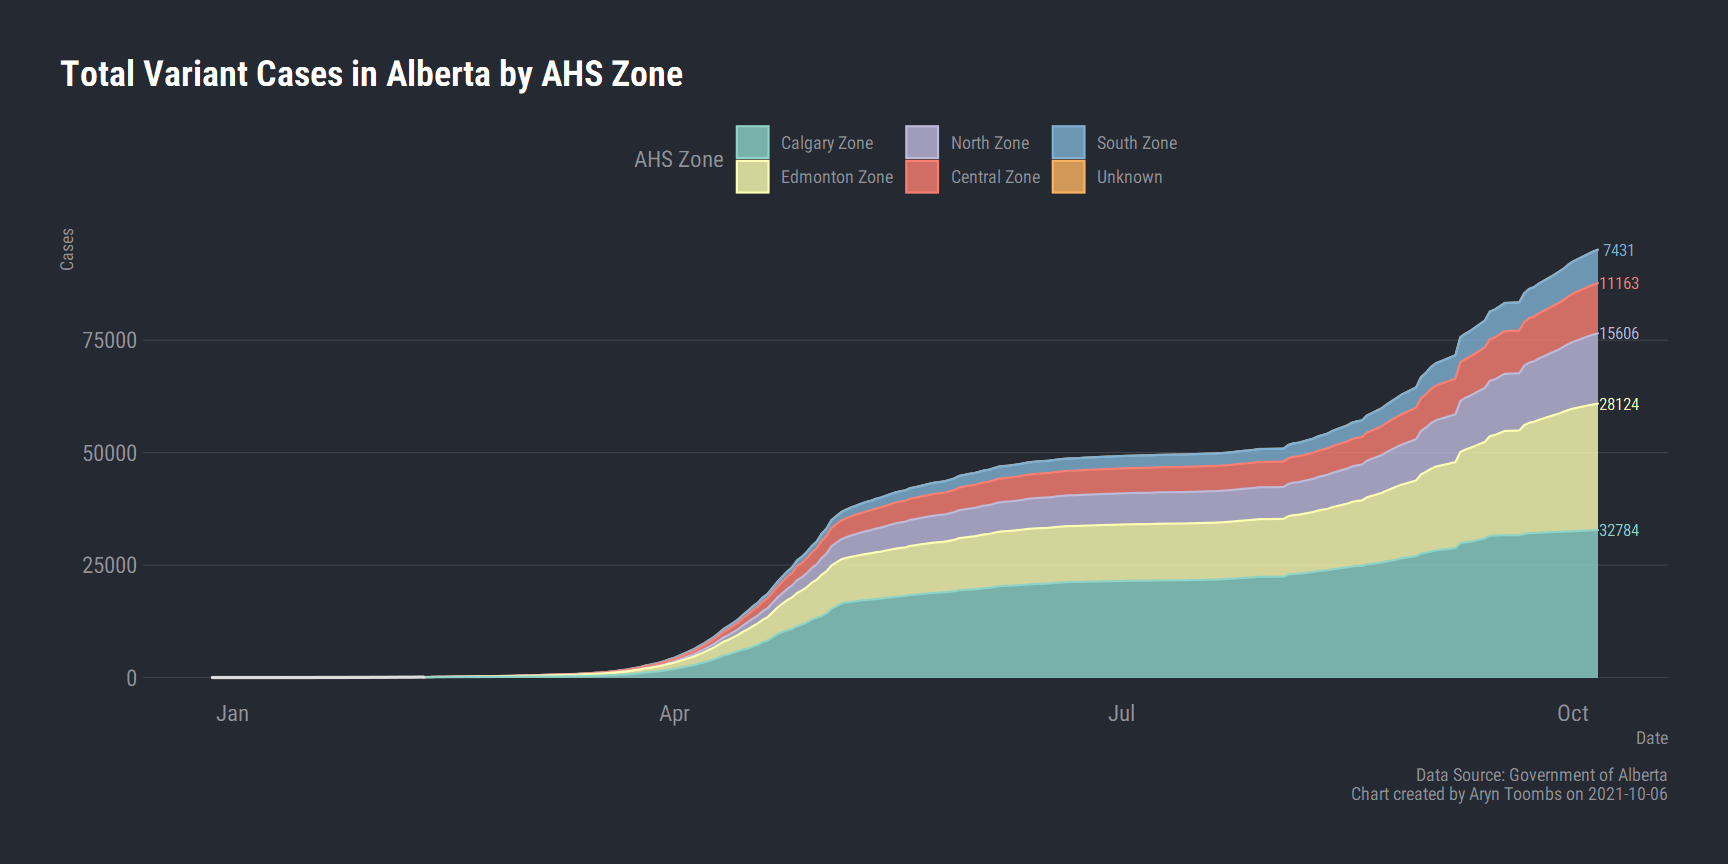 Total Variant Cases in Alberta by AHS Zone
AHS Zone
Calgary Zone
North Zone
South Zone
Edmonton Zone
Central Zone
Unknown
Cases
7431
11163
15606
75000
28124
50000
32784
25000
0
Jan
Apr
Jul
Oct
Date
Data Source: Government of Alberta
Chart created by Aryn Toombs on 2021-10-06